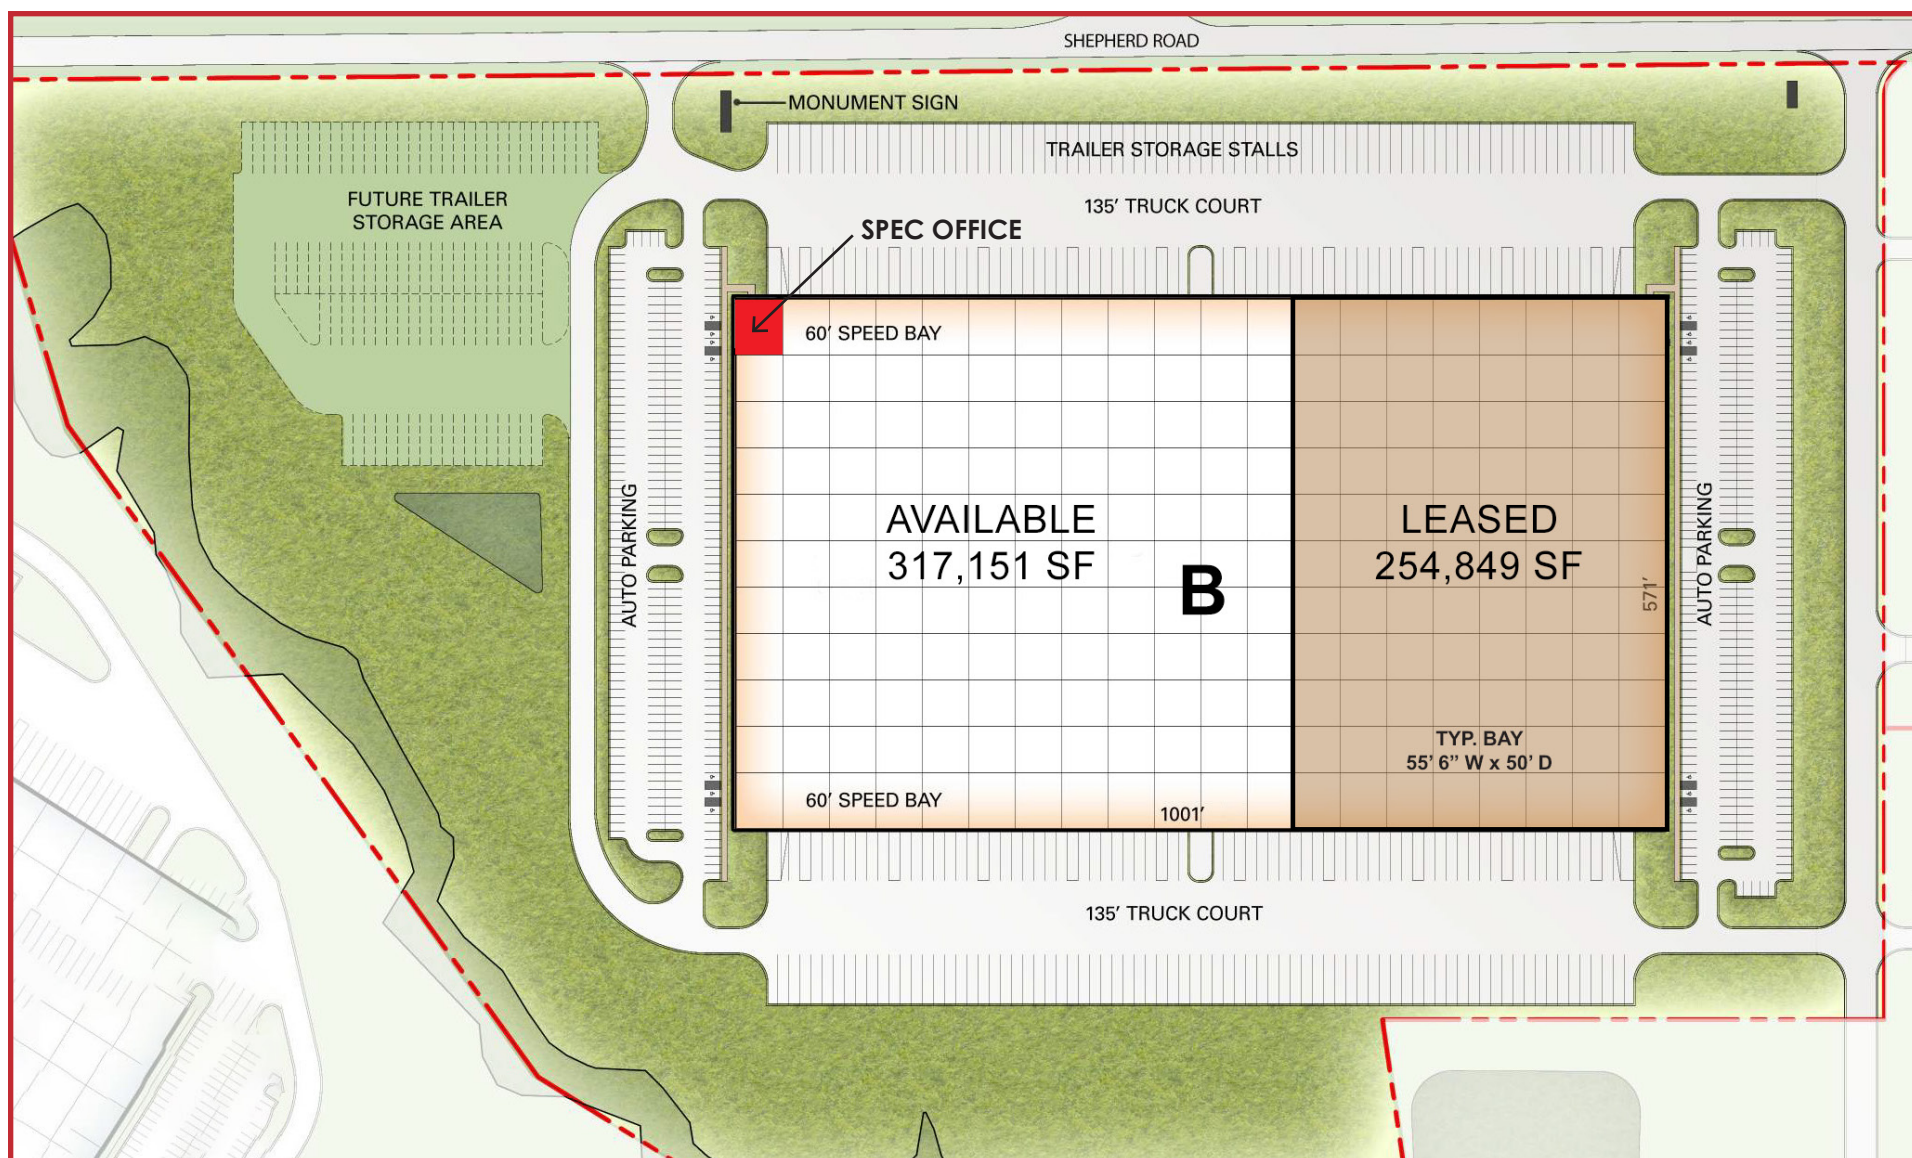 SHEPHERD ROAD
MONUMENT SIGN
TRAILER STORAGE STALLS
FUTURE TRAILER
STORAGE AREA
135' TRUCK COURT
SPEC OFFICE
60' SPEED BAY
AUTO PARKING
AVAILABLE
317,151 SF
B
LEASED
254,849 SF
571'
AUTO PARKING
TYP. BAY
55' 6” W x 50' D
60' SPEED BAY
1001'
135' TRUCK COURT